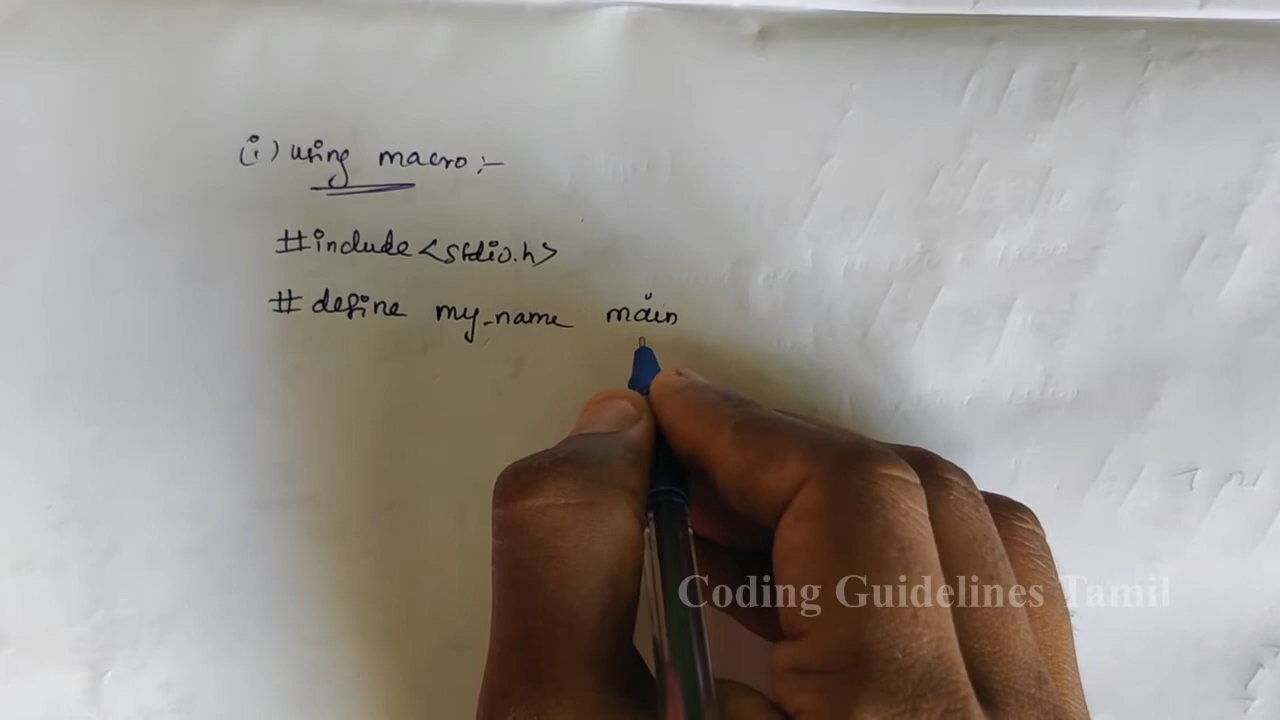 (i) using macro:-
#include<stdio.h>
# define my_name main
Coding Guidelines Tamil